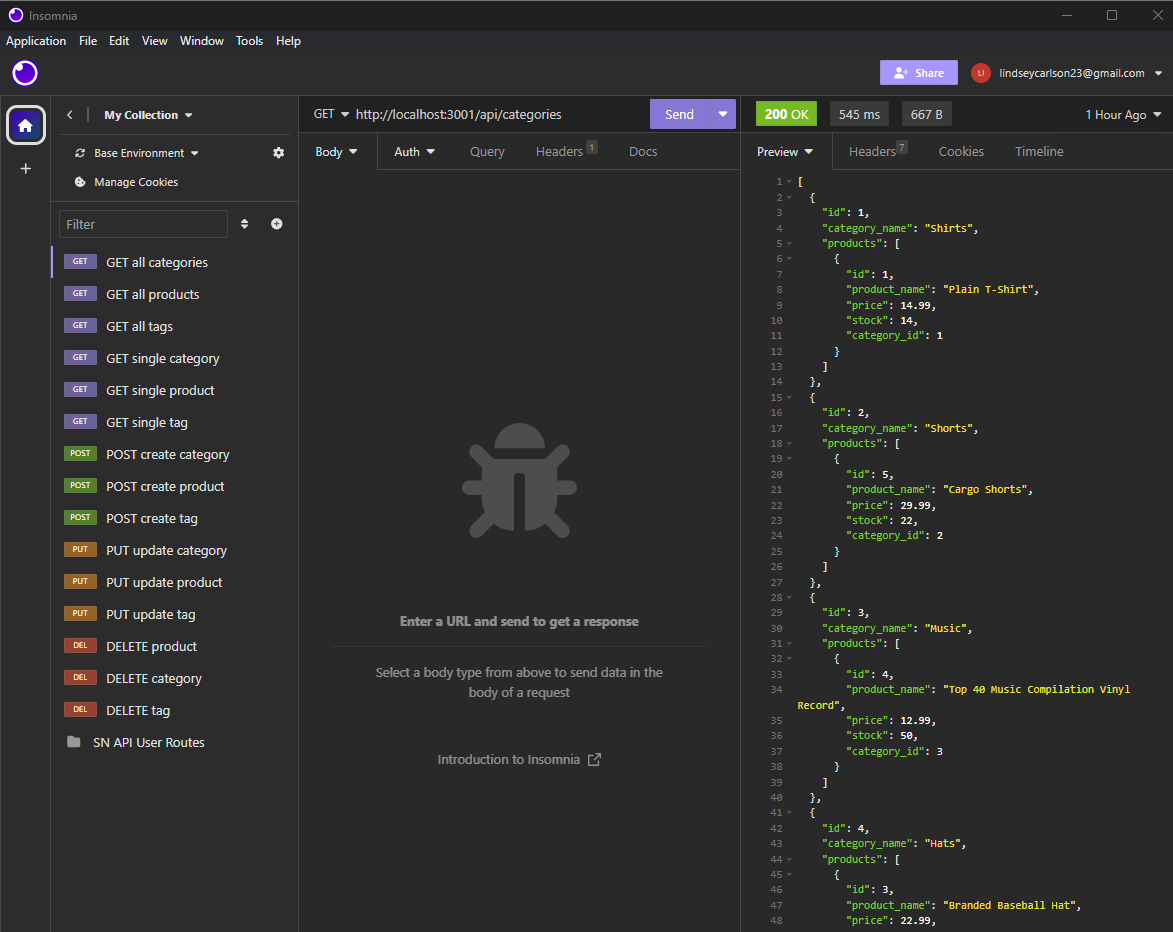 Insomnia
Application File Edit View Window Tools Help
Share LI lindseycarlson23@gmail.com
My Collection
Base Environment
Manage Cookies
Filter
GET GET all categories
GET GET all products
GET GET all tags
GET GET single category
GET GET single product
GET GET single tag
POST POST create category
POST POST create product
POST POST create tag
PUT PUT update category
PUT PUT update product
PUT PUT update tag
DEL DELETE product
DEL DELETE category
DEL DELETE tag
SN API User Routes
GET http://localhost:3001/api/categories Send
Body Auth Query Headers 1 Docs
Enter a URL and send to get a response
Select a body type from above to send data in the
body of a request
Introduction to Insomnia
200 OK 545 ms 667 B 1 Hour Ago
Preview Headers 7 Cookies Timeline
1 [
2 {
3 "id": 1,
4 "category_name": "Shirts",
5 "products": [
6 {
7 "id": 1,
8 "product_name": "Plain T-Shirt",
9 "price": 14.99,
10 "stock": 14,
11 "category_id": 1
12 }
13 ]
14 },
15 {
16 "id": 2,
17 "category_name": "Shorts",
18 "products": [
19 {
20 "id": 5,
21 "product_name": "Cargo Shorts",
22 "price": 29.99,
23 "stock": 22,
24 "category_id": 2
25 }
26 ]
27 },
28 {
29 "id": 3,
30 "category_name": "Music",
31 "products": [
32 {
33 "id": 4,
34 "product_name": "Top 40 Music Compilation Vinyl
Record",
35 "price": 12.99,
36 "stock": 50,
37 "category_id": 3
38 }
39 ]
40 },
41 {
42 "id": 4,
43 "category_name": "Hats",
44 "products": [
45 {
46 "id": 3,
47 "product_name": "Branded Baseball Hat",
48 "price": 22.99,